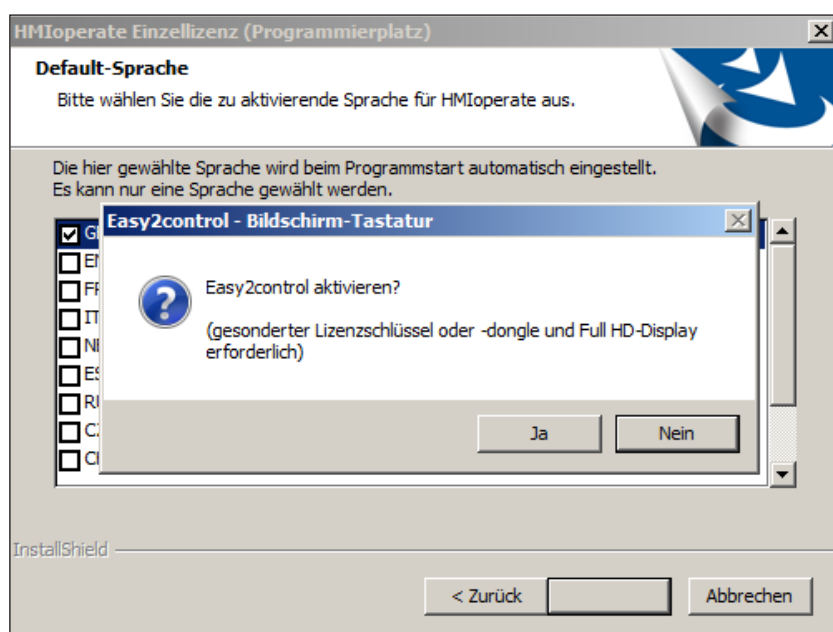 HMIoperate Einzellizenz (Programmierplatz)
Default-Sprache
Bitte wählen Sie die zu aktivierende Sprache für HMIoperate aus.
Die hier gewählte Sprache wird beim Programmstart automatisch eingestellt.
Es kann nur eine Sprache gewählt werden.
Easy2control - Bildschirm-Tastatur
Easy2control aktivieren?
(gesonderter Lizenzschlüssel oder -dongle und Full HD-Display
erforderlich)
Ja
Nein
InstallShield
< Zurück
Abbrechen